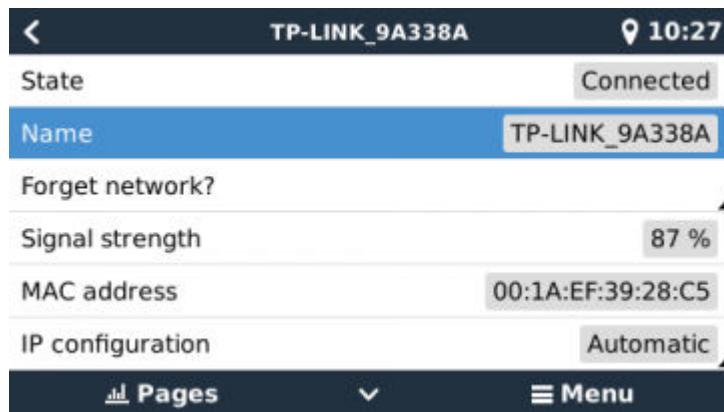 TP-LINK_9A338A 10:27
State Connected
Name TP-LINK_9A338A
Forget network?
Signal strength 87 %
MAC address 00:1A:EF:39:28:C5
IP configuration Automatic
Pages Menu